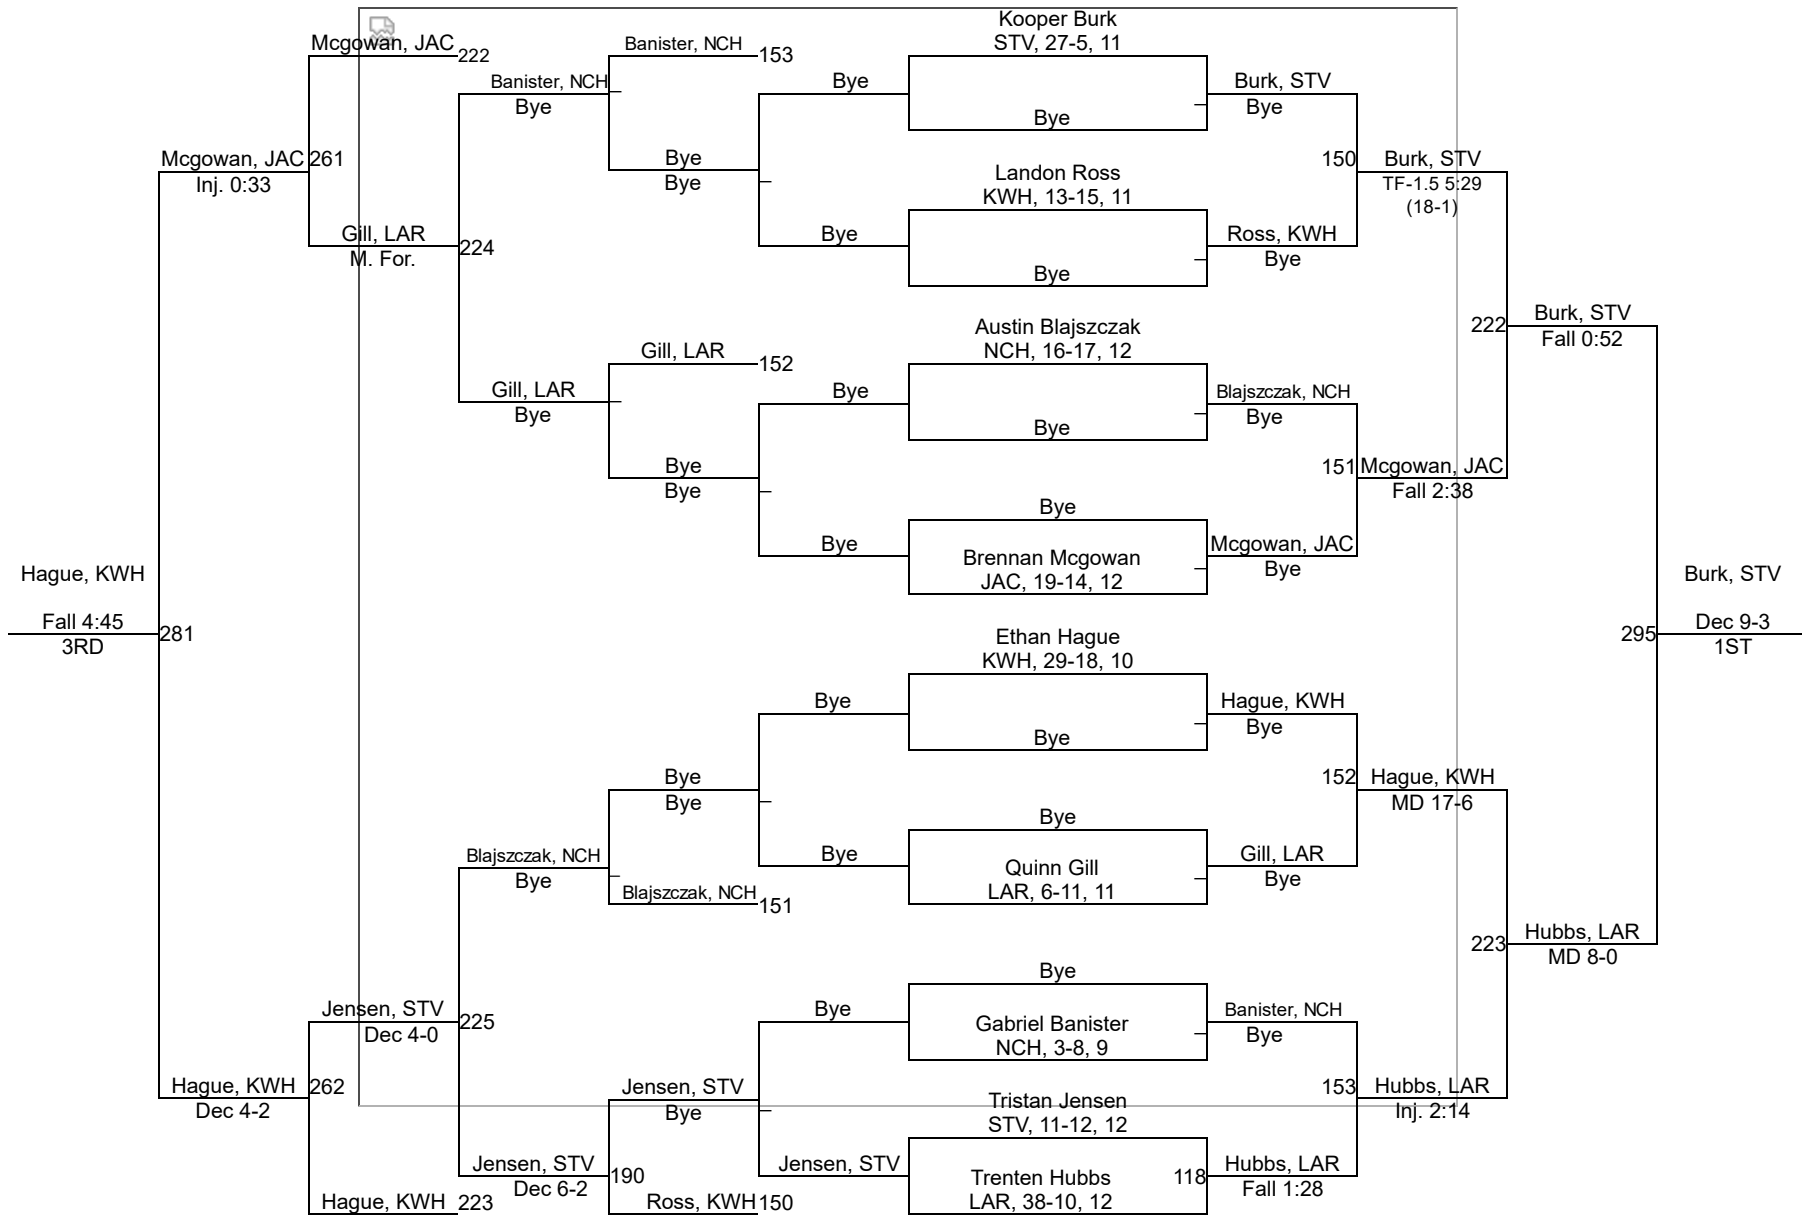 Kooper Burk
Mcgowan, JAC
222
Banister, NCH
153
STV, 27-5, 11
Banister, NCH
Bye
Bye
Bye
Burk, STV
Bye
Bye
Mcgowan, JAC
261
Inj. 0:33
Bye
Bye
Landon Ross
KWH, 13-15, 11
150
Burk, STV
TF-1.5 5:29
(18-1)
Gill, LAR
M. For.
224
Bye
Bye
Ross, KWH
Bye
Austin Blajszczak
NCH, 16-17, 12
222
Burk, STV
Fall 0:52
Gill, LAR
152
Gill, LAR
Bye
Bye
Bye
Blajszczak, NCH
Bye
Bye
Bye
151
Mcgowan, JAC
Fall 2:38
Bye
Bye
Brennan Mcgowan
JAC, 19-14, 12
Mcgowan, JAC
Bye
Hague, KWH
Fall 4:45
3RD
281
Burk, STV
295
Dec 9-3
1ST
Ethan Hague
KWH, 29-18, 10
Bye
Bye
Hague, KWH
Bye
Bye
Bye
152
Hague, KWH
MD 17-6
Blajszczak, NCH
Bye
Blajszczak, NCH
151
Bye
Bye
Quinn Gill
LAR, 6-11, 11
Gill, LAR
Bye
223
Hubbs, LAR
MD 8-0
Jensen, STV
Dec 4-0
225
Bye
Bye
Gabriel Banister
NCH, 3-8, 9
Banister, NCH
Bye
Hague, KWH
262
Dec 4-2
Jensen, STV
Bye
Tristan Jensen
STV, 11-12, 12
153
Hubbs, LAR
Inj. 2:14
Jensen, STV
Dec 6-2
190
Jensen, STV
Trenten Hubbs
LAR, 38-10, 12
118
Hubbs, LAR
Fall 1:28
Hague, KWH
223
Ross, KWH
150